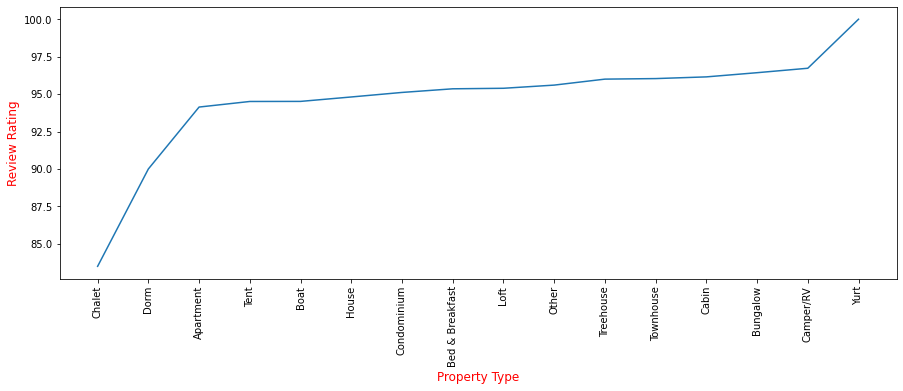 100.0
97.5
95.0
92.5
90.0
87.5
85.0
Review Rating
Chalet
Dorm
Apartment
Tent
Boat
House
Condominium
Bed & Breakfast
Loft
Other
Treehouse
Townhouse
Cabin
Bungalow
Camper/RV
Yurt
Property Type